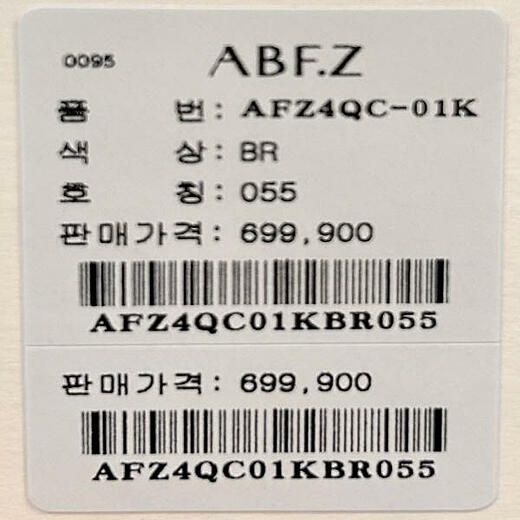 0095 ABF.Z
품 번: AFZ4QC-01K
색 상: BR
호 칭: 055
판매가격: 699,900
AFZ4QC01KBR055
판매가격: 699,900
AFZ4QC01KBR055